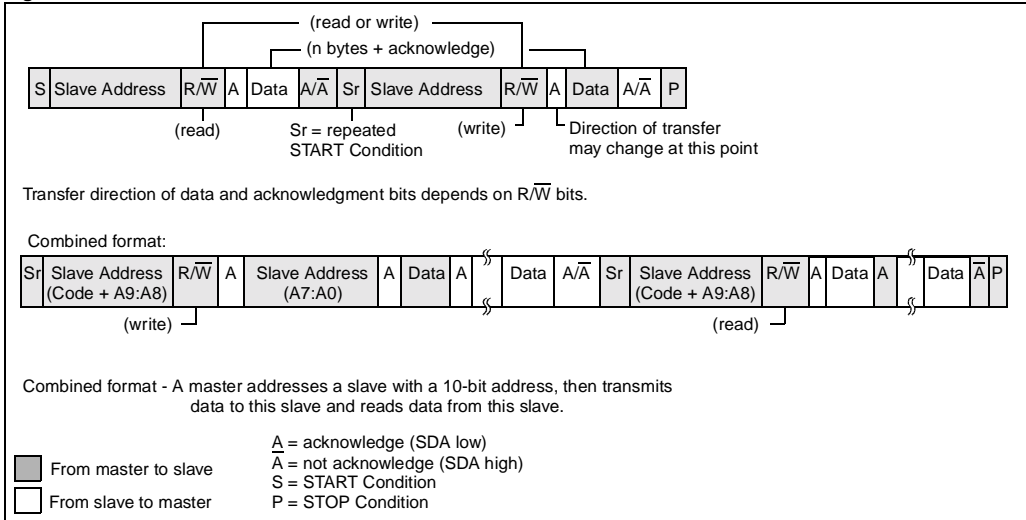 (read or write)
(n bytes + acknowledge)
S Slave Address R/W̅ A Data A/A̅ Sr Slave Address R/W̅ A Data A/A̅ P
(read) Sr = repeated (write) Direction of transfer
START Condition may change at this point
Transfer direction of data and acknowledgment bits depends on R/W̅ bits.
Combined format:
Sr Slave Address R/W̅ A Slave Address A Data A Data A/A̅ Sr Slave Address R/W̅ A Data A Data A̅ P
(Code + A9:A8) (A7:A0) (Code + A9:A8)
(write) (read)
Combined format - A master addresses a slave with a 10-bit address, then transmits
data to this slave and reads data from this slave.
A = acknowledge (SDA low)
A̅ = not acknowledge (SDA high)
From master to slave
S = START Condition
From slave to master
P = STOP Condition